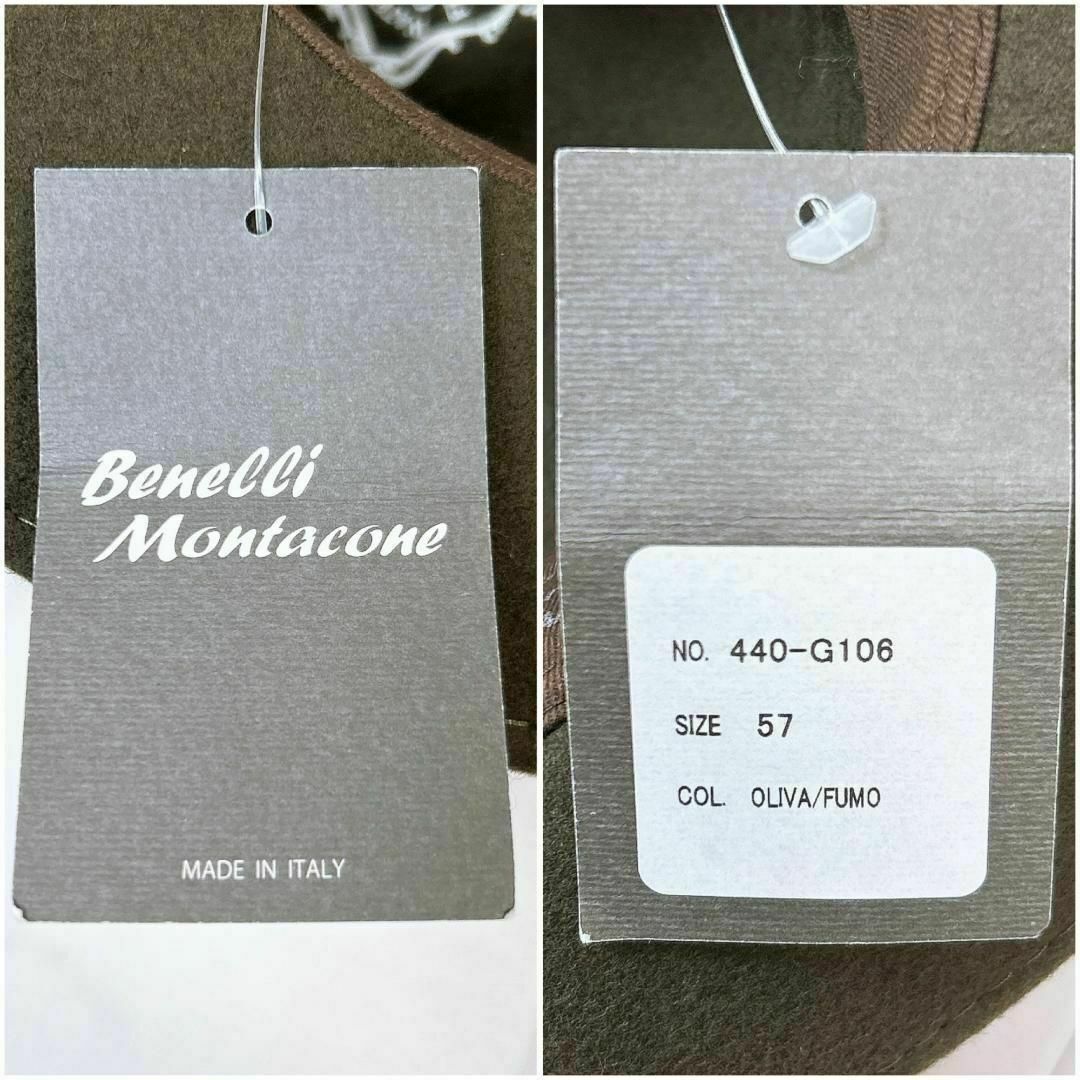 Benelli
Montacone
MADE IN ITALY
NO. 440-G106
SIZE 57
COL. OLIVA/FUMO